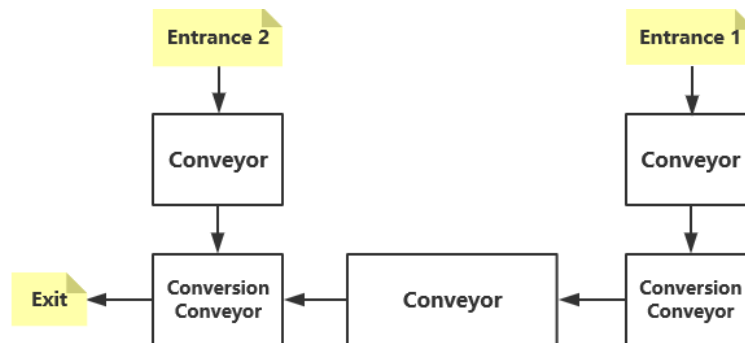 Entrance 2
Entrance 1
Conveyor
Conveyor
Exit
Conversion
Conveyor
Conveyor
Conversion
Conveyor